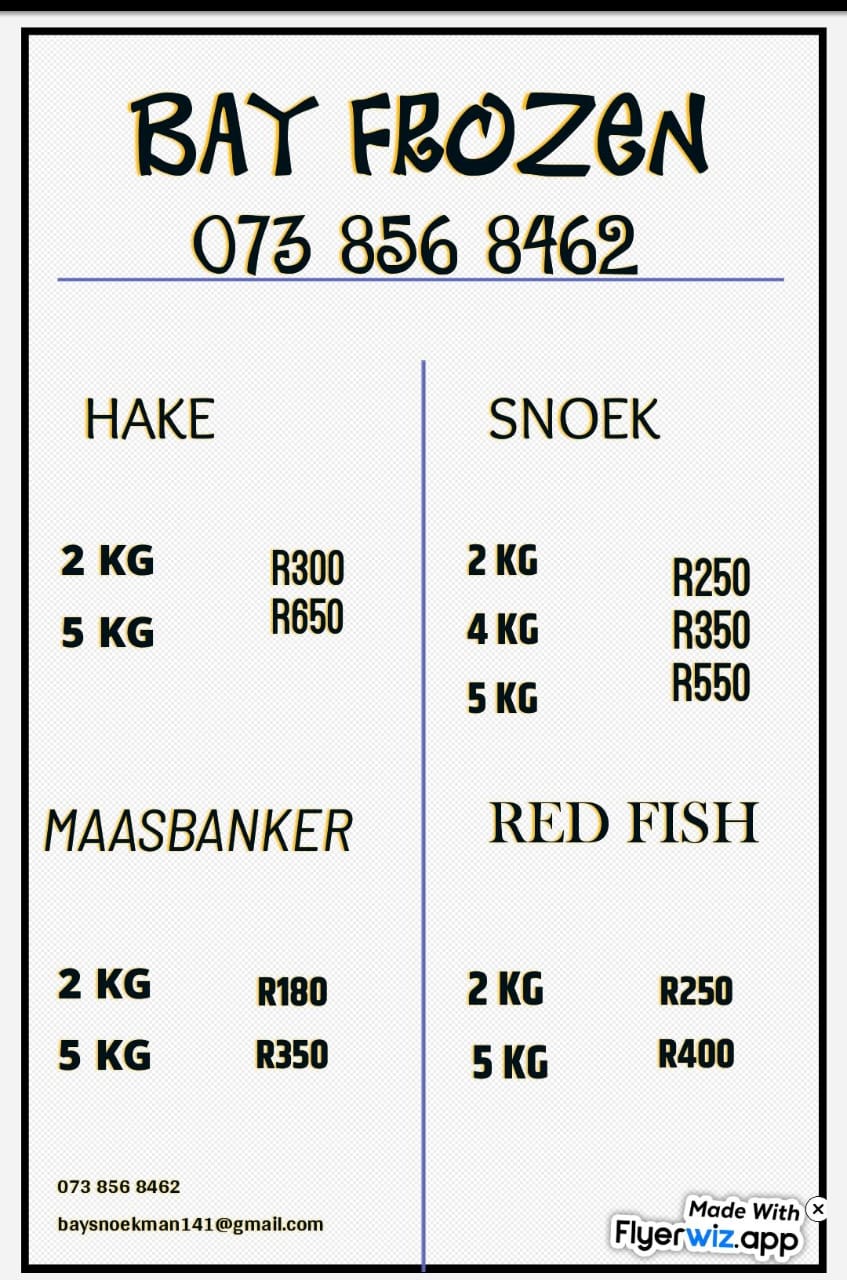 BAY FROZEN
073 856 8462
HAKE
2 KG R300
5 KG R650
SNOEK
2 KG R250
4 KG R350
5 KG R550
MAASBANKER
2 KG R180
5 KG R350
RED FISH
2 KG R250
5 KG R400
073 856 8462
baysnoekman141@gmail.com
Made With
Flyerwiz.app